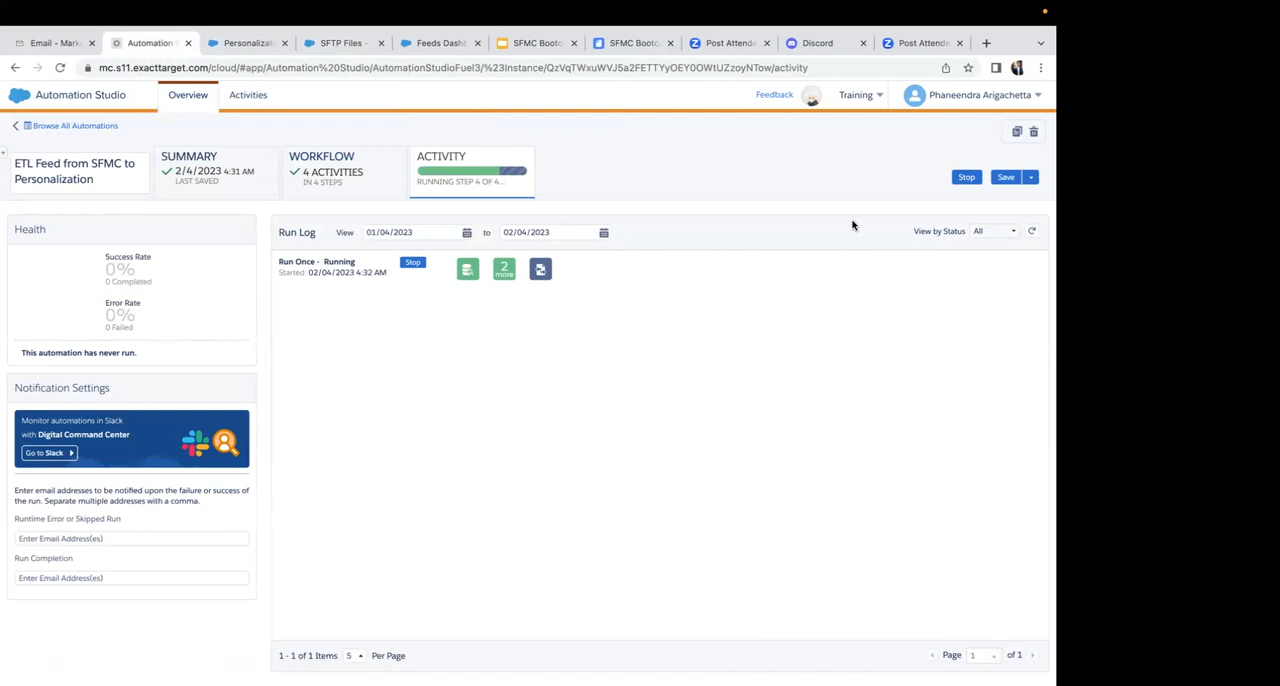 Email - Marke
Automation S
Personalizati
SFTP Files -
Feeds Dashb
SFMC Bootc
SFMC Bootc
Post Attende
Discord
Post Attende
mc.s11.exacttarget.com/cloud/#app/Automation%20Studio/AutomationStudioFuel3/%23Instance/QzVqTWxuWVJ5a2FETTYyOEY0OWtUZzoyNTow/activity
Automation Studio
Overview
Activities
Feedback
Training
Phaneendra Arigachetta
Browse All Automations
ETL Feed from SFMC to
Personalization
SUMMARY
2/4/2023 4:31 AM
LAST SAVED
WORKFLOW
4 ACTIVITIES
IN 4 STEPS
ACTIVITY
RUNNING STEP 4 OF 4...
Stop
Save
Health
Success Rate
0%
0 Completed
Error Rate
0%
0 Failed
This automation has never run.
Notification Settings
Monitor automations in Slack
with Digital Command Center
Go to Slack
Enter email addresses to be notified upon the failure or success of
the run. Separate multiple addresses with a comma.
Runtime Error or Skipped Run
Enter Email Address(es)
Run Completion
Enter Email Address(es)
Run Log View 01/04/2023 to 02/04/2023
View by Status All
Run Once - Running
Started: 02/04/2023 4:32 AM
Stop
2
more
1 - 1 of 1 Items 5 Per Page
Page 1 of 1